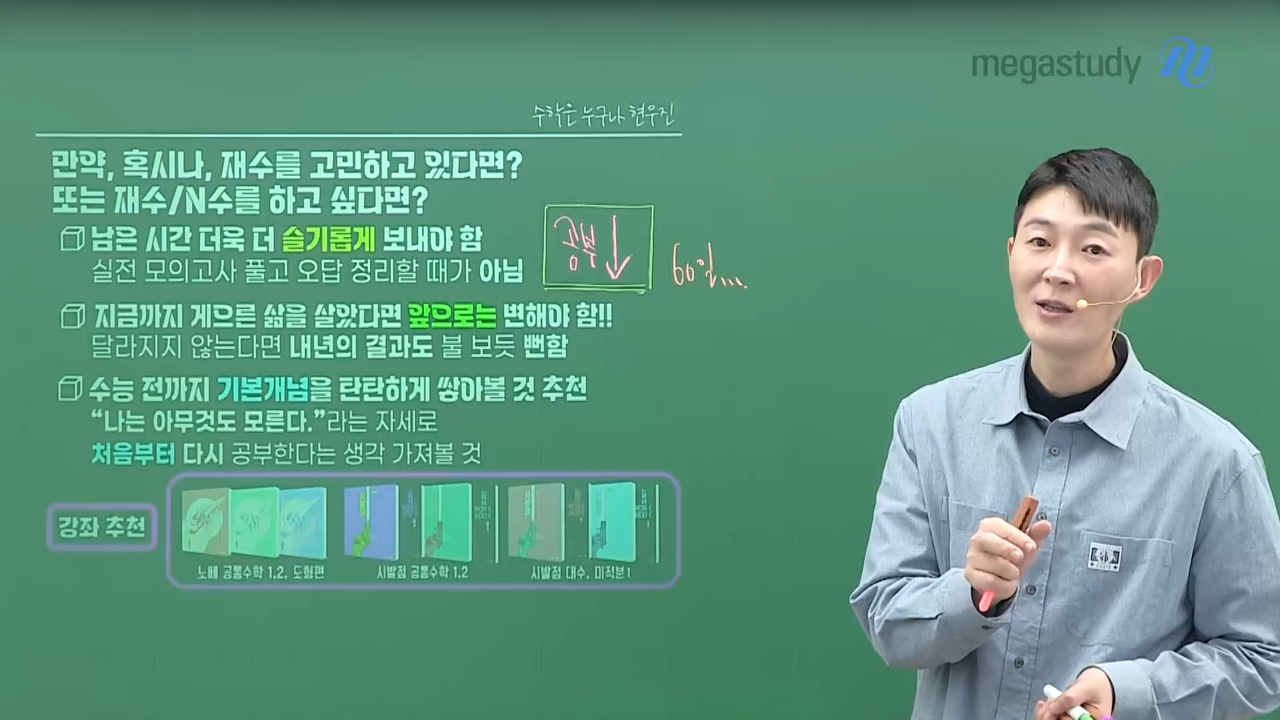 megastudy
수학은 누구나 현우진
만약, 혹시나, 재수를 고민하고 있다면?
또는 재수/N수를 하고 싶다면?
남은 시간 더욱 더 슬기롭게 보내야 함
실전 모의고사 풀고 오답 정리할 때가 아님
공부↓
60일...
지금까지 게으른 삶을 살았다면 앞으로는 변해야 함!!
달라지지 않는다면 내년의 결과도 불 보듯 뻔함
수능 전까지 기본개념을 탄탄하게 쌓아볼 것 추천
“나는 아무것도 모른다.”라는 자세로
처음부터 다시 공부한다는 생각 가져볼 것
강좌 추천
노베 공통수학 1,2, 도형편
시발점 공통수학 1,2
시발점 대수, 미적분 I